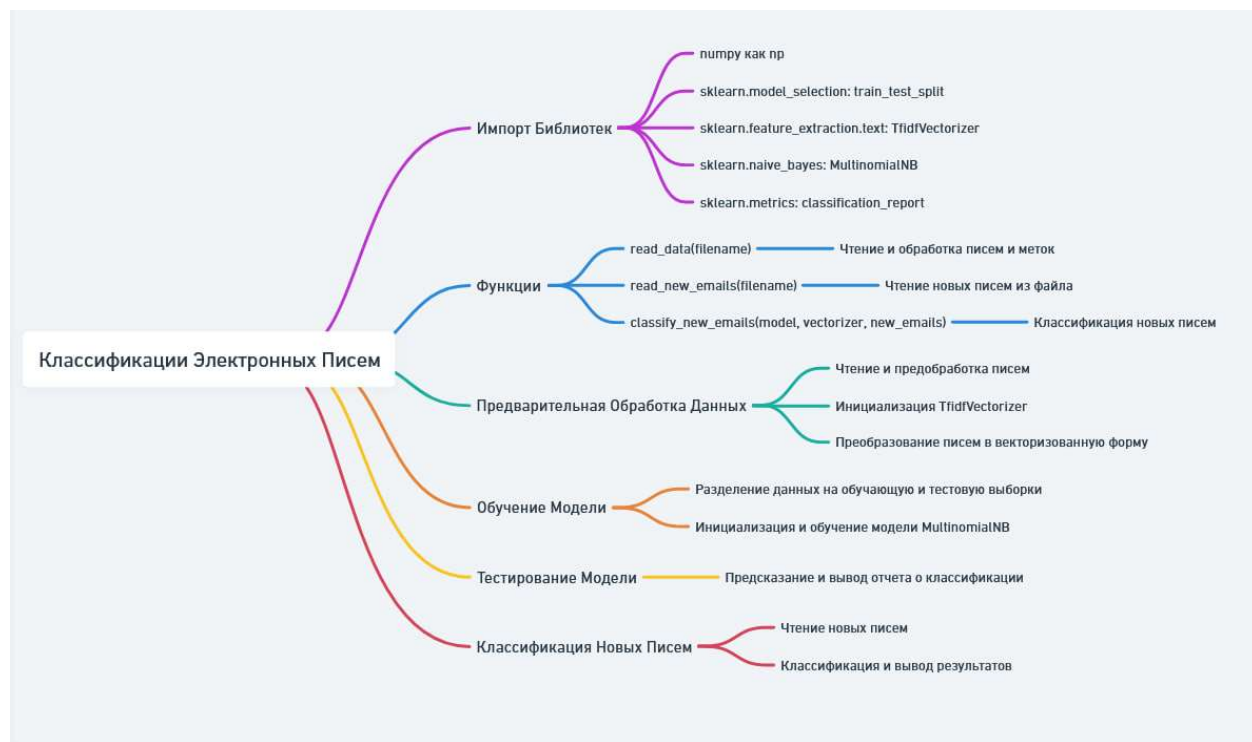 Классификации Электронных Писем
Импорт Библиотек
numpy как np
sklearn.model_selection: train_test_split
sklearn.feature_extraction.text: TfidfVectorizer
sklearn.naive_bayes: MultinomialNB
sklearn.metrics: classification_report
Функции
read_data(filename)
Чтение и обработка писем и меток
read_new_emails(filename)
Чтение новых писем из файла
classify_new_emails(model, vectorizer, new_emails)
Классификация новых писем
Предварительная Обработка Данных
Чтение и предобработка писем
Инициализация TfidfVectorizer
Преобразование писем в векторизованную форму
Обучение Модели
Разделение данных на обучающую и тестовую выборки
Инициализация и обучение модели MultinomialNB
Тестирование Модели
Предсказание и вывод отчета о классификации
Классификация Новых Писем
Чтение новых писем
Классификация и вывод результатов